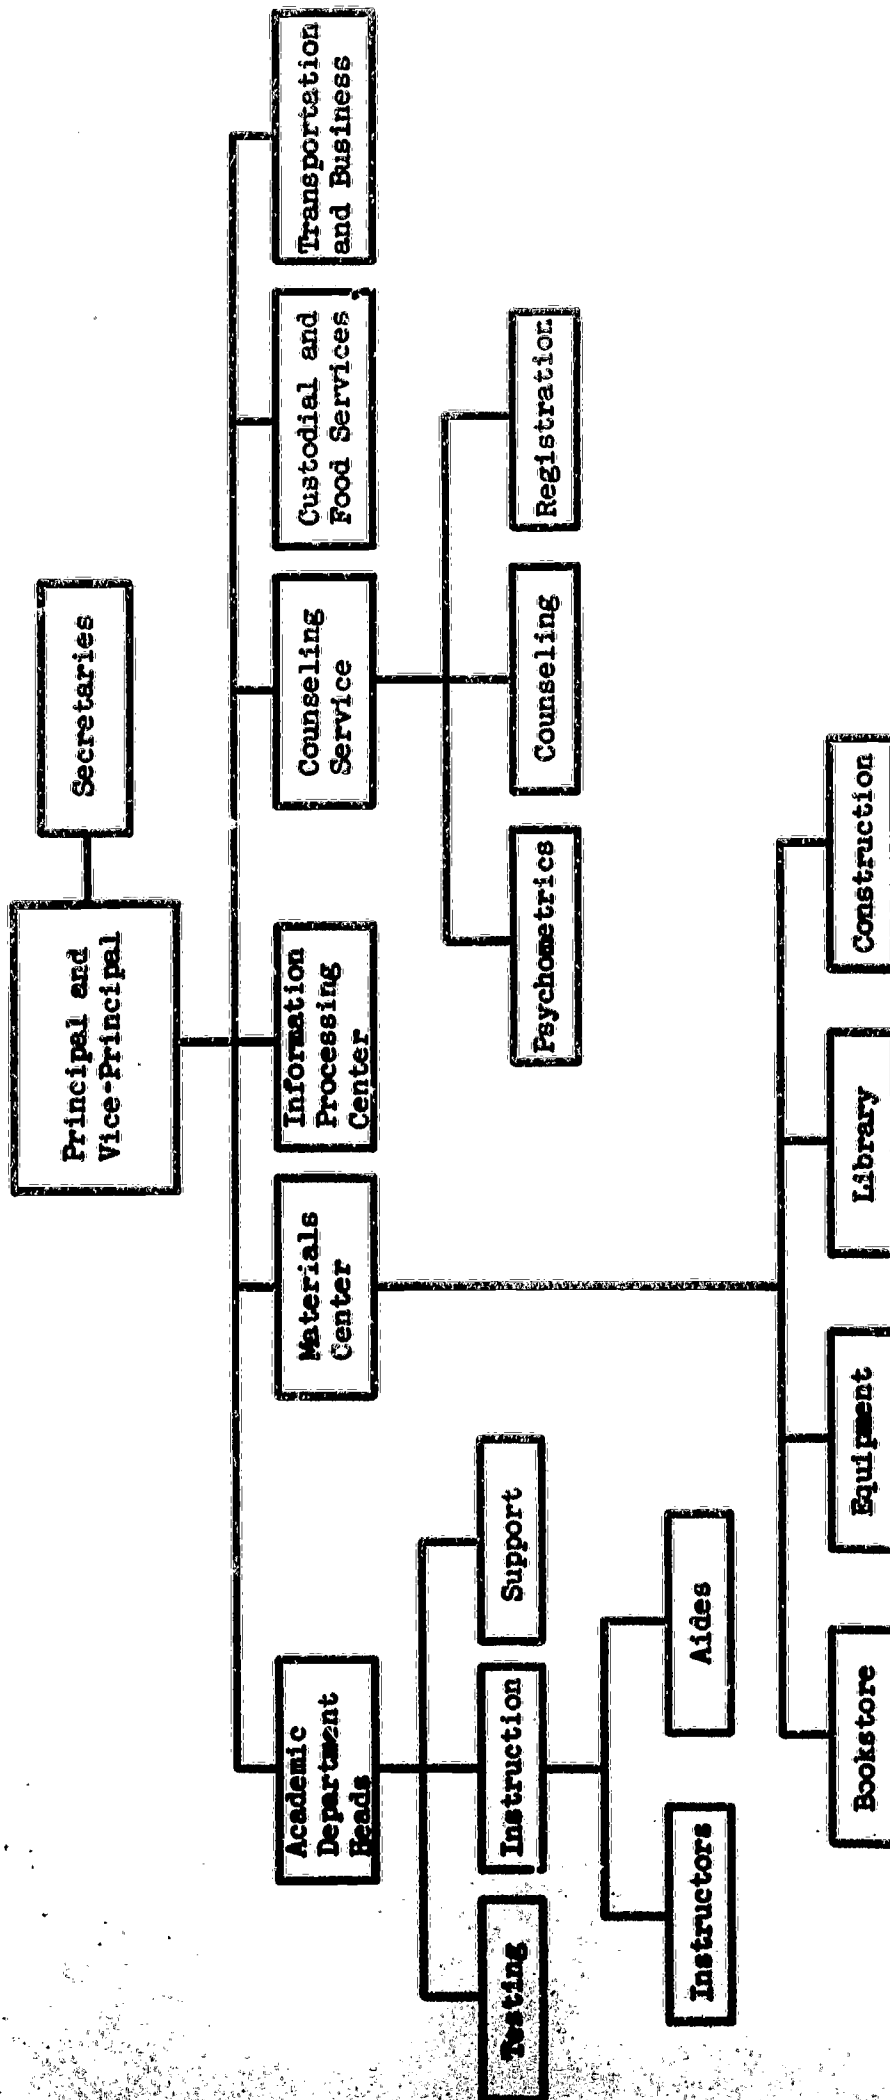 Principal and
Vice-Principal
Secretaries
Academic
Department
Heads
Materials
Center
Information
Processing
Center
Counseling
Service
Custodial and
Food Services
Transportation
and Business
Testing
Instruction
Support
Psychometrics
Counseling
Registration
Instructors
Aides
Bookstore
Equipment
Library
Construction